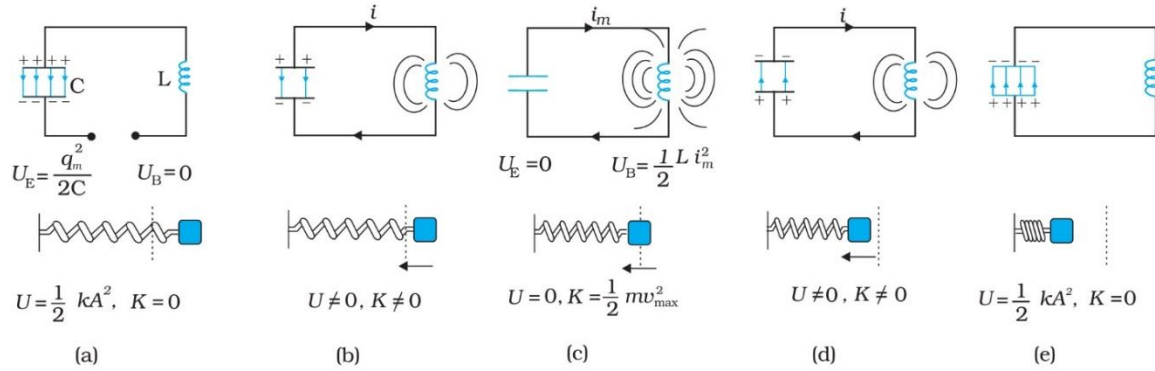 i i_m i
+ + + + + + − − − − − −
C L
− − − − − − + + + + + +
U_E = q_m^2 / 2C U_B = 0 U_E = 0 U_B = 1/2 L i_m^2
U = 1/2 kA^2, K = 0 U ≠ 0, K ≠ 0 U = 0, K = 1/2 mv_max^2 U ≠ 0, K ≠ 0 U = 1/2 kA^2, K = 0
(a) (b) (c) (d) (e)